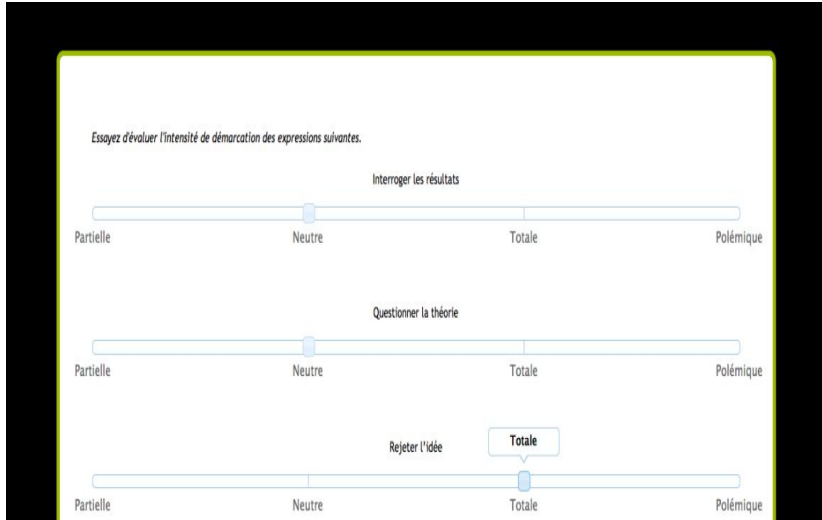 Essayez d'évaluer l'intensité de démarcation des expressions suivantes.
Interroger les résultats
Partielle Neutre Totale Polémique
Questionner la théorie
Partielle Neutre Totale Polémique
Rejeter l'idée Totale
Partielle Neutre Totale Polémique